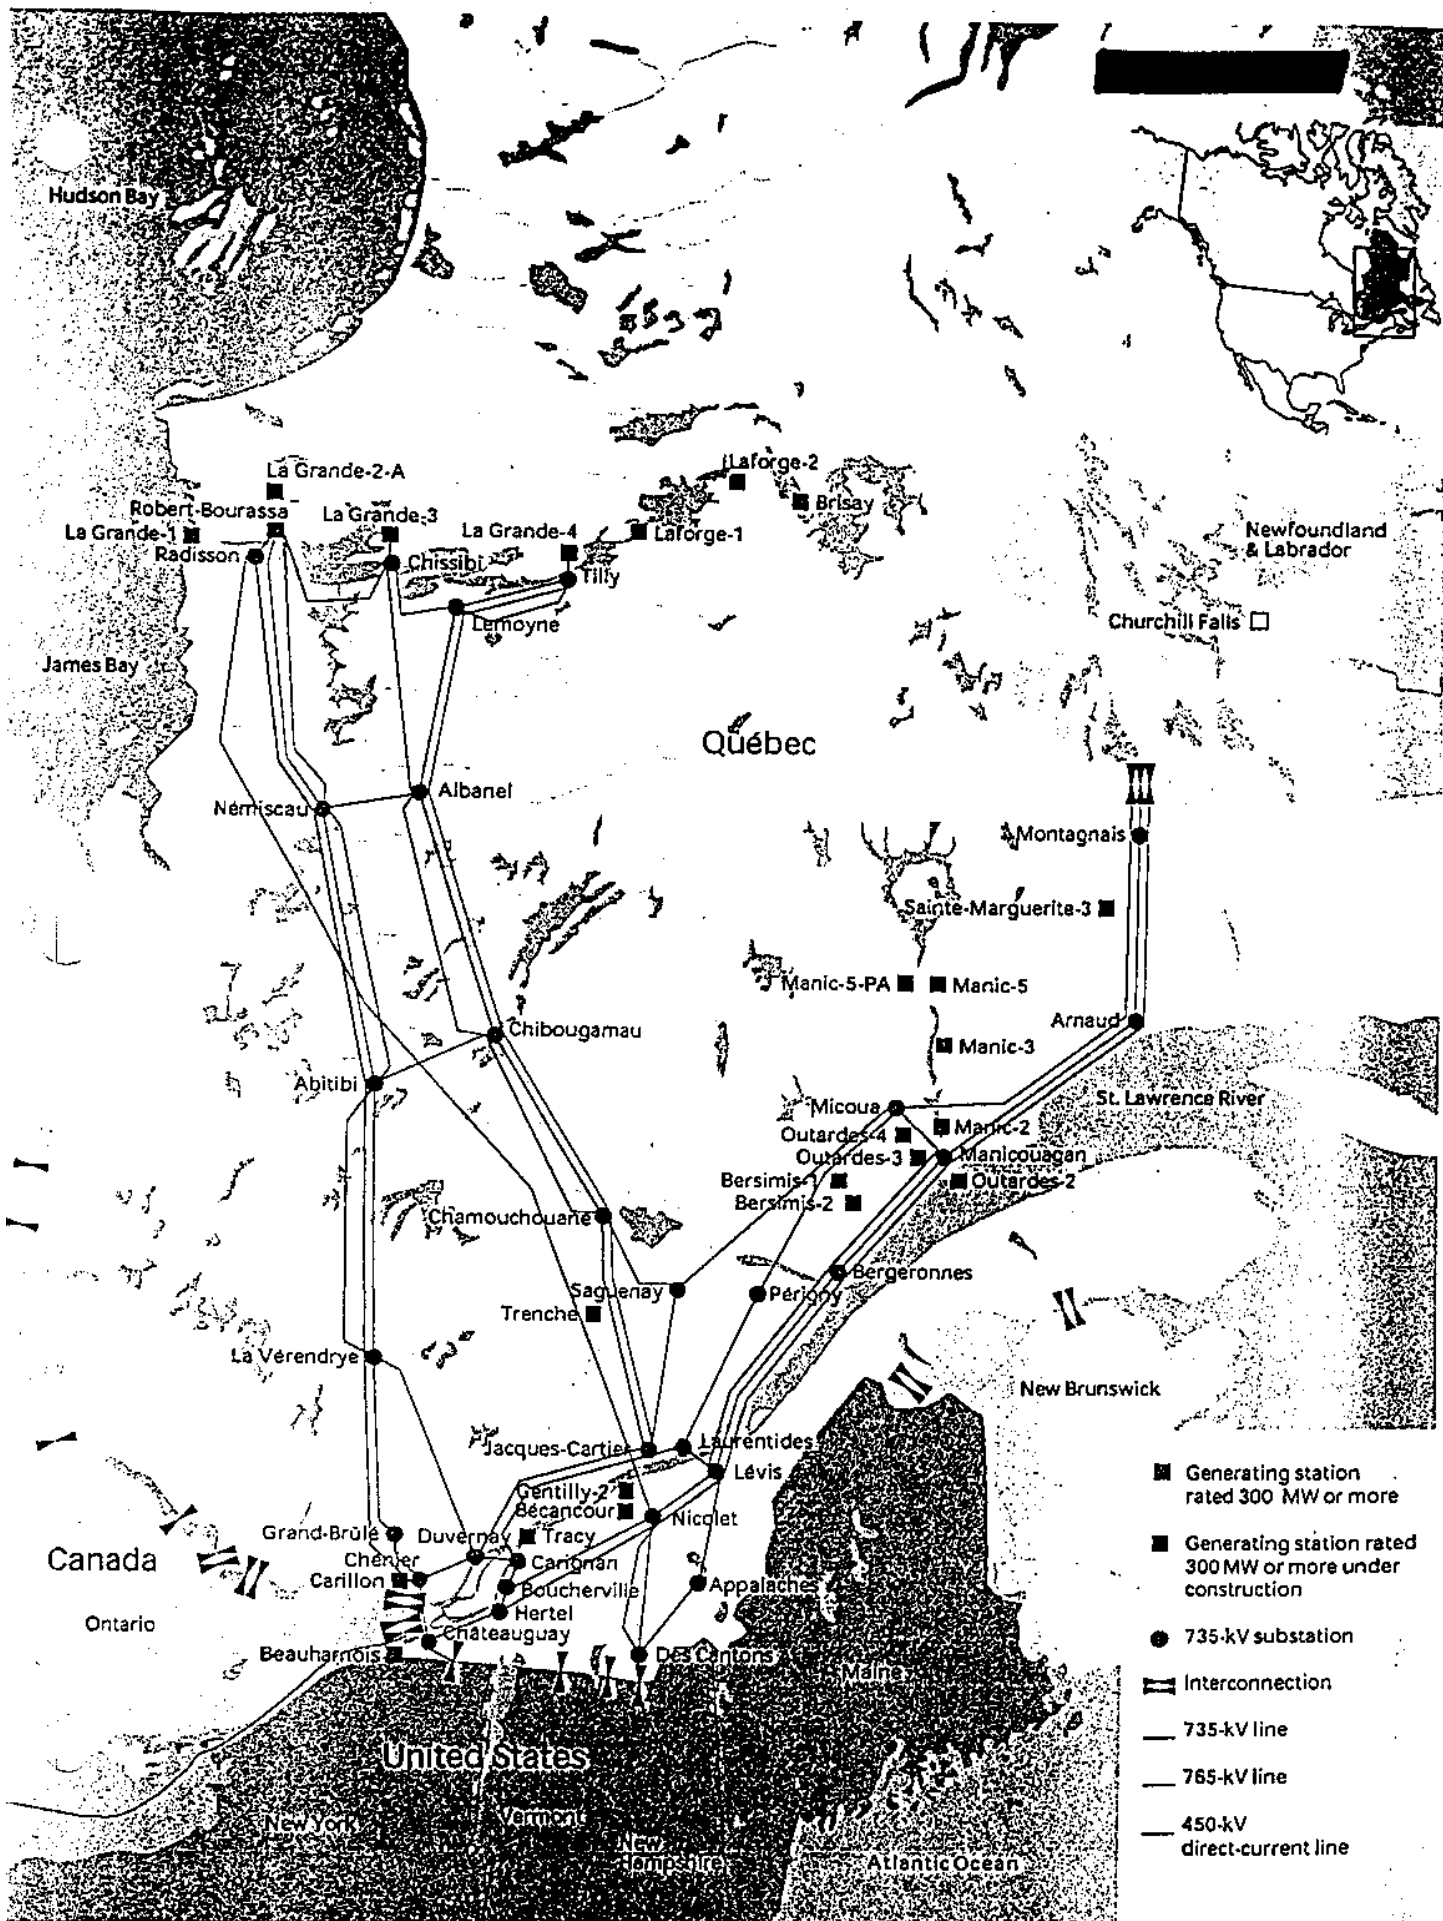 Hudson Bay
La Grande-2-A
Laforge-2
Robert-Bourassa
La Grande-3
Brisay
La Grande-1
La Grande-4
Laforge-1
Newfoundland
& Labrador
Radisson
Chissibi
Tilly
Lemoyne
Churchill Falls
James Bay
Québec
Albanel
Némiscau
Montagnais
Sainte-Marguerite-3
Manic-5-PA
Manic-5
Arnaud
Chibougamau
Manic-3
Abitibi
St. Lawrence River
Micoua
Manic-2
Outardes-4
Outardes-3
Manicouagan
Bersimis-1
Outardes-2
Bersimis-2
Chamouchouane
Bergeronnes
Saguenay
Périgny
Trenche
La Vérendrye
New Brunswick
Jacques-Cartier
Laurentides
Lévis
Gentilly-2
Bécancour
Nicolet
Grand-Brûlé
Duvernay
Tracy
Canada
Chénier
Carignan
Carillon
Boucherville
Appalaches
Hertel
Ontario
Châteauguay
Beauharnois
Des Cantons
Maine
United States
New York
Vermont
New
Hampshire
Atlantic Ocean
Generating station
rated 300 MW or more
Generating station rated
300 MW or more under
construction
735-kV substation
Interconnection
735-kV line
765-kV line
450-kV
direct-current line